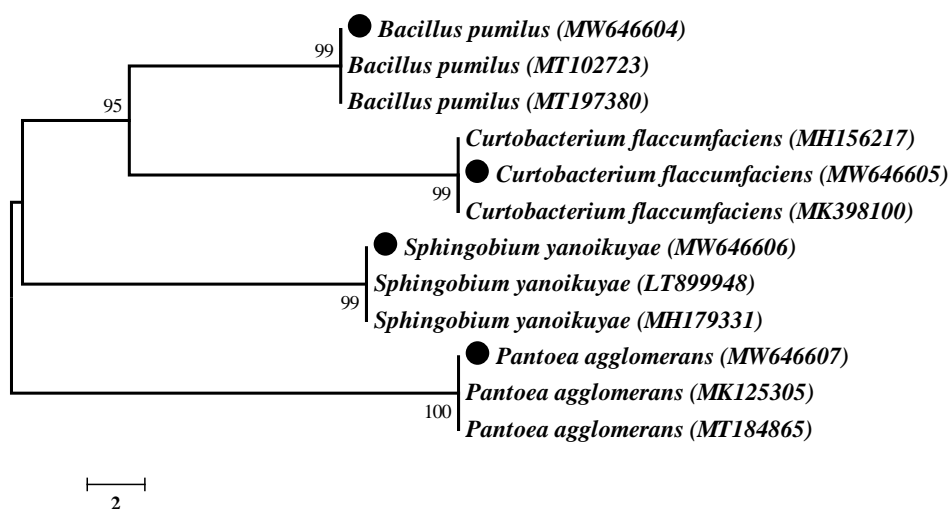 Bacillus pumilus (MW646604)
99
Bacillus pumilus (MT102723)
Bacillus pumilus (MT197380)
95
Curtobacterium flaccumfaciens (MH156217)
Curtobacterium flaccumfaciens (MW646605)
99
Curtobacterium flaccumfaciens (MK398100)
Sphingobium yanoikuyae (MW646606)
Sphingobium yanoikuyae (LT899948)
99
Sphingobium yanoikuyae (MH179331)
Pantoea agglomerans (MW646607)
Pantoea agglomerans (MK125305)
100
Pantoea agglomerans (MT184865)
2